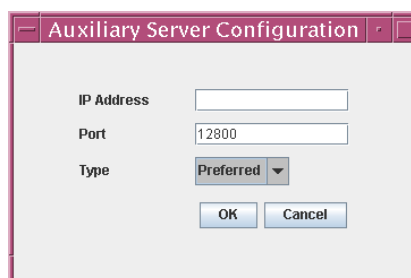 Auxiliary Server Configuration
IP Address
Port 12800
Type Preferred
OK Cancel